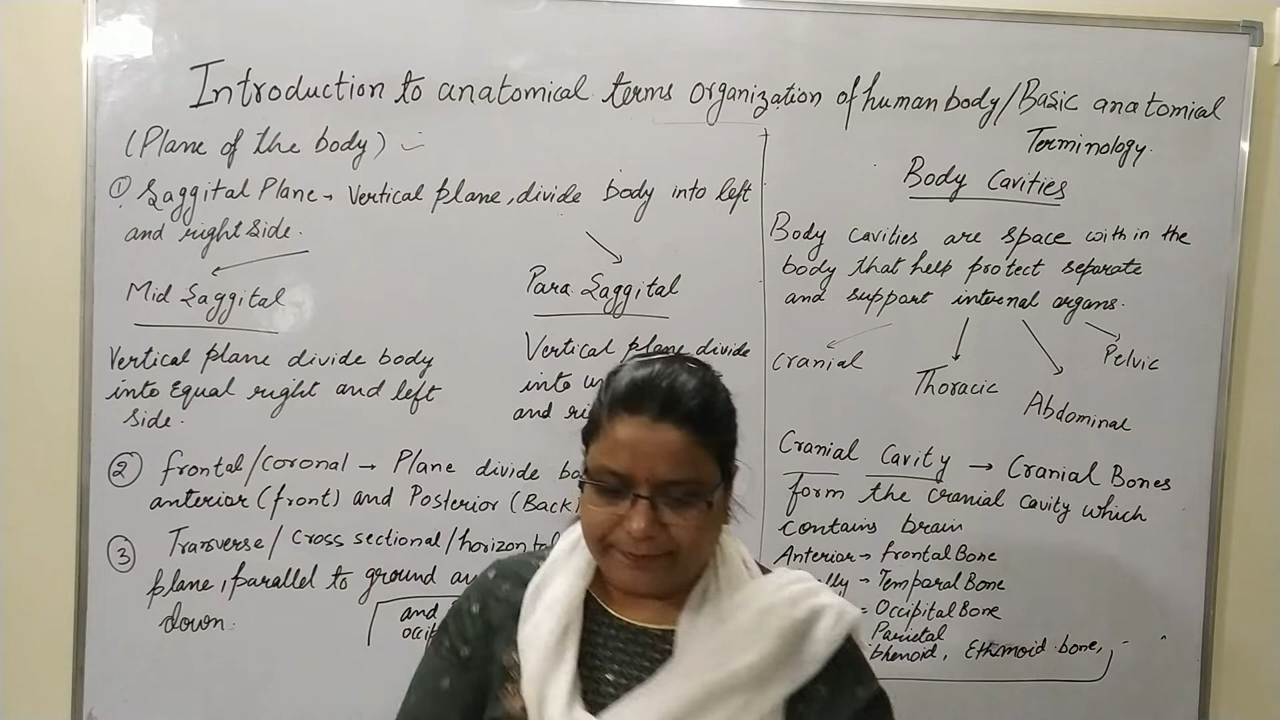 Introduction to anatomical terms organization of human body/Basic anatomical
Terminology.
(Plane of the body)
① Saggital Plane → Vertical plane, divide body into left
and right side.
Mid Saggital
Para Saggital
Vertical plane divide body
into Equal right and left
side.
Vertical plane divide
into
and
② frontal/coronal → Plane divide
anterior (front) and Posterior (Back)
③ Transverse/cross sectional/horizontal
plane, parallel to ground
down.
and
Body Cavities
Body cavities are space with in the
body that help protect separate
and support internal organs.
Cranial
Thoracic
Abdominal
Pelvic
Cranial Cavity → Cranial Bones
form the cranial cavity which
contains brain
Anterior → frontal Bone
→ Temparal Bone
= Occipital Bone
Parietal
Ethmoid bone,